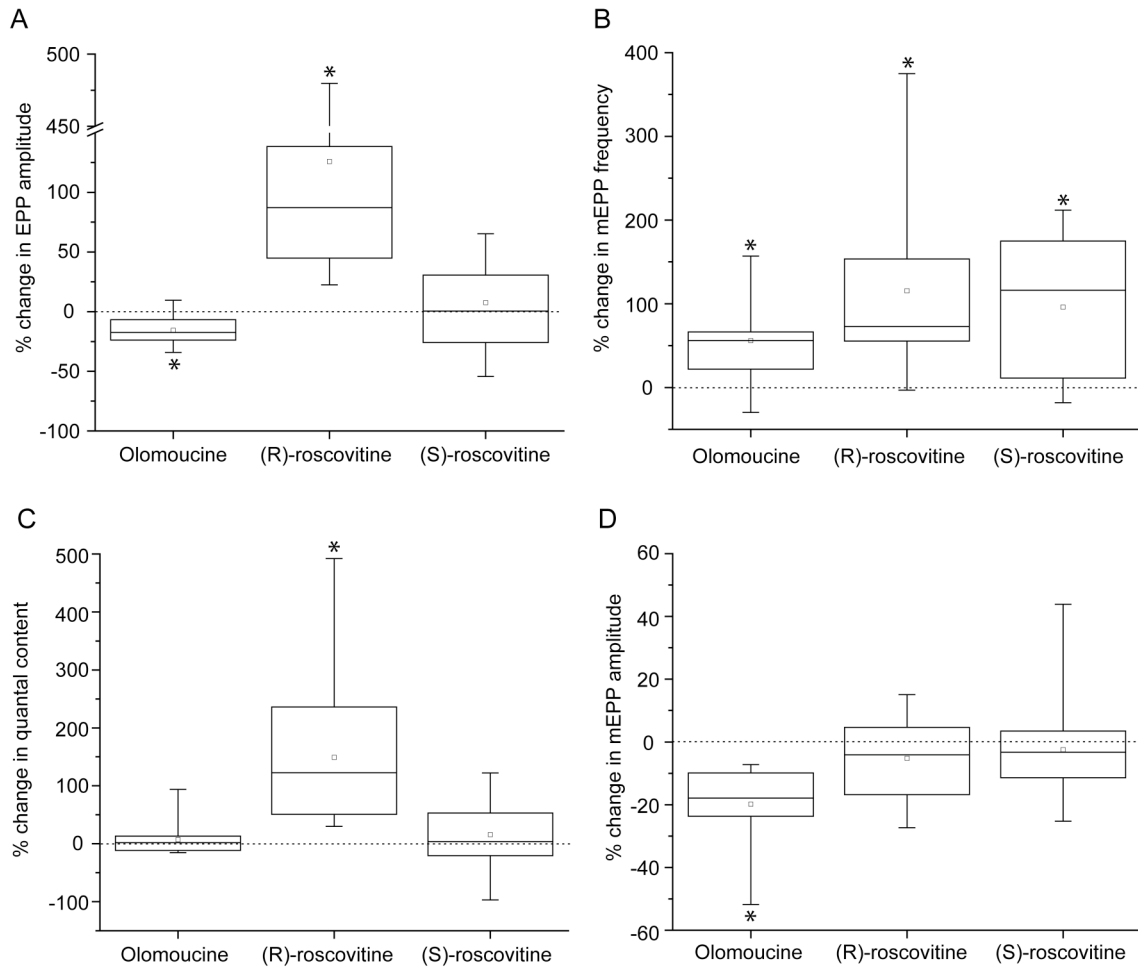 A
% change in EPP amplitude
500
450
100
50
0
-50
-100
*
*
Olomoucine (R)-roscovitine (S)-roscovitine
B
% change in mEPP frequency
400
300
200
100
0
*
*
*
Olomoucine (R)-roscovitine (S)-roscovitine
C
% change in quantal content
500
400
300
200
100
0
-100
*
Olomoucine (R)-roscovitine (S)-roscovitine
D
% change in mEPP amplitude
60
40
20
0
-20
-40
-60
*
Olomoucine (R)-roscovitine (S)-roscovitine